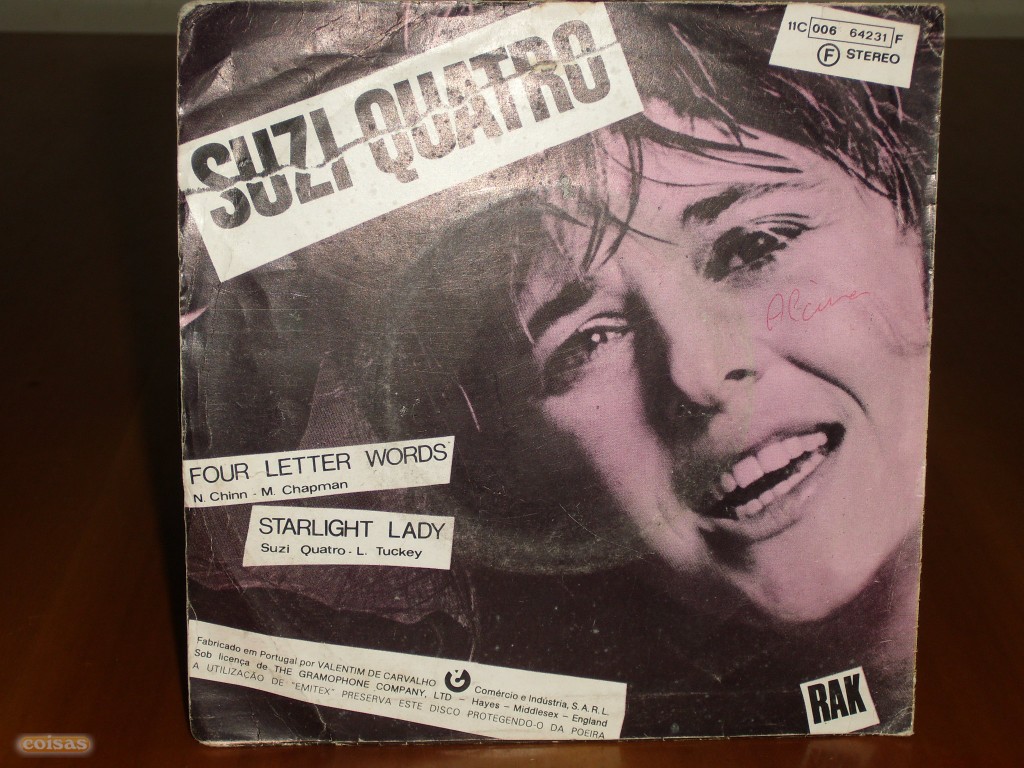 11C 006 64231 F
F STEREO
SUZI QUATRO
FOUR LETTER WORDS
N. Chinn - M. Chapman
STARLIGHT LADY
Suzi Quatro - L. Tuckey
Fabricado em Portugal por VALENTIM DE CARVALHO Comércio e Indústria, S.A.R.L.
Sob licença de THE GRAMOPHONE COMPANY, LTD – Hayes – Middlesex – England
A UTILIZAÇÃO DE "EMITEX" PRESERVA ESTE DISCO PROTEGENDO-O DA POEIRA
RAK
coisas